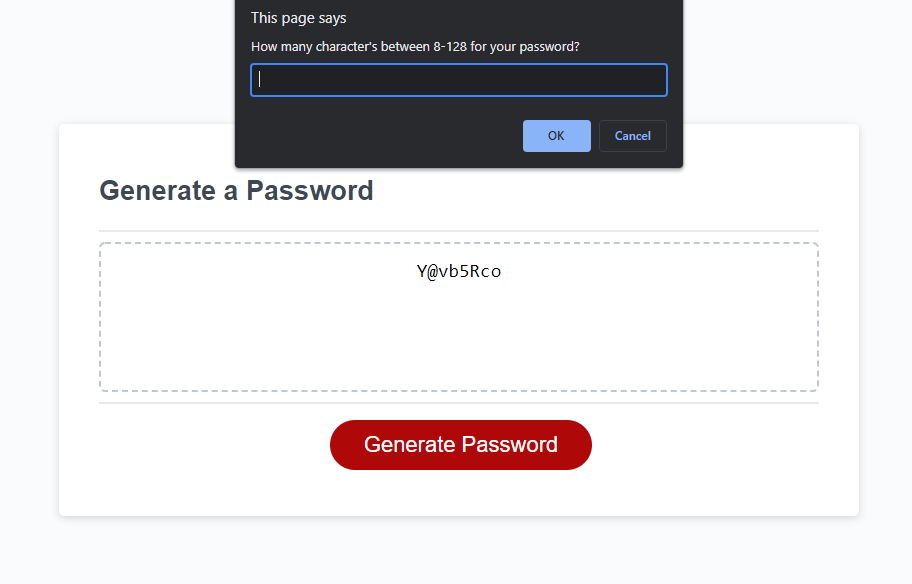 This page says
How many character's between 8-128 for your password?
OK
Cancel
Generate a Password
Y@vb5Rco
Generate Password